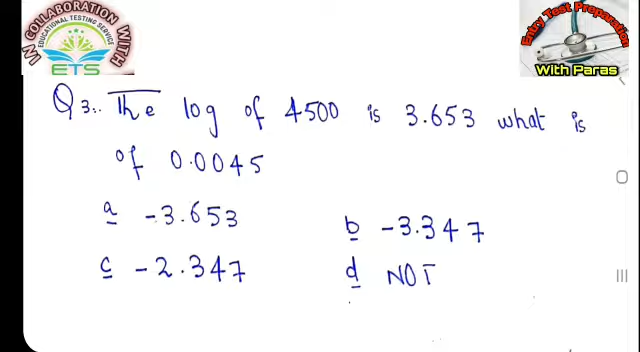 IN COLLABORATION WITH
EDUCATIONAL TESTING SERVICE
ETS
Entry Test Preparation
With Paras
Q 3:. The log of 4500 is 3.653 what is
of 0.0045
a -3.653
b -3.347
c -2.347
d NOT